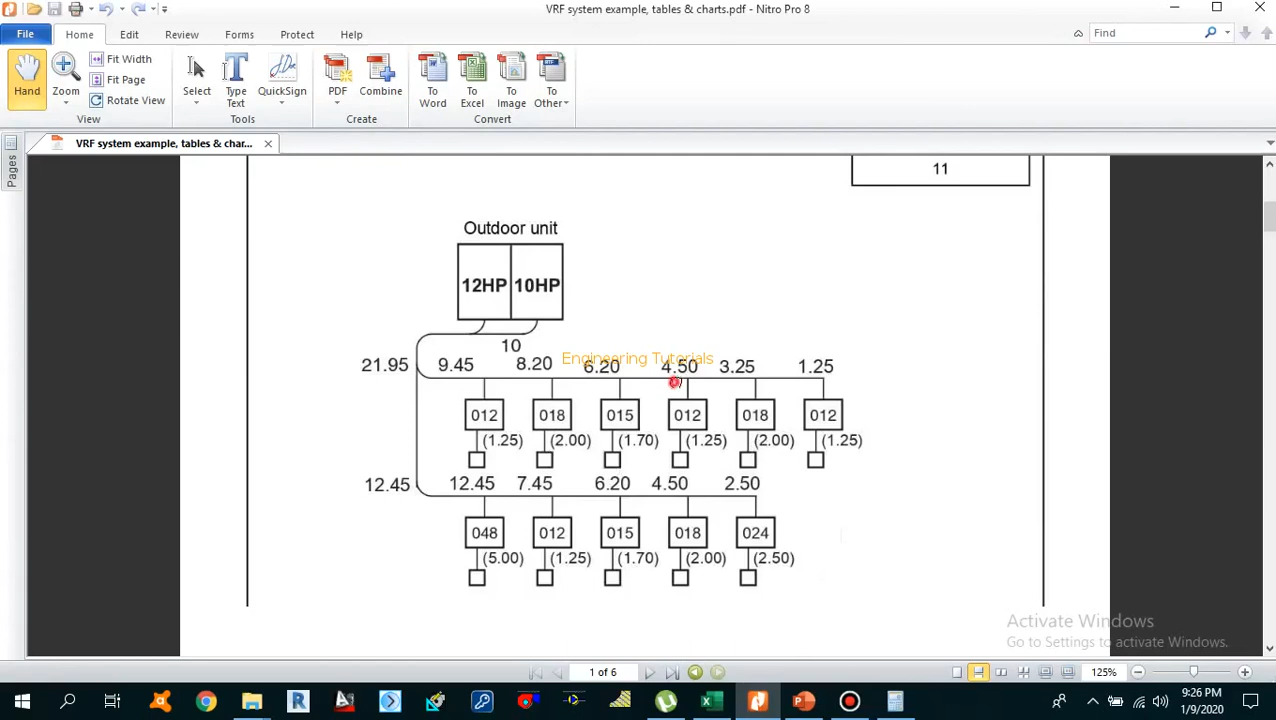 VRF system example, tables & charts.pdf - Nitro Pro 8
File Home Edit Review Forms Protect Help
Find
Hand
Zoom
Fit Width
Fit Page
Rotate View
View
Select
Type Text
QuickSign
Tools
PDF
Combine
Create
To Word
To Excel
To Image
To Other
Convert
VRF system example, tables & char...
Pages
11
Outdoor unit
12HP 10HP
10
Engineering Tutorials
21.95 9.45 8.20 6.20 4.50 3.25 1.25
012 018 015 012 018 012
(1.25) (2.00) (1.70) (1.25) (2.00) (1.25)
12.45 12.45 7.45 6.20 4.50 2.50
048 012 015 018 024
(5.00) (1.25) (1.70) (2.00) (2.50)
Activate Windows
Go to Settings to activate Windows.
1 of 6
125%
9:26 PM
1/9/2020